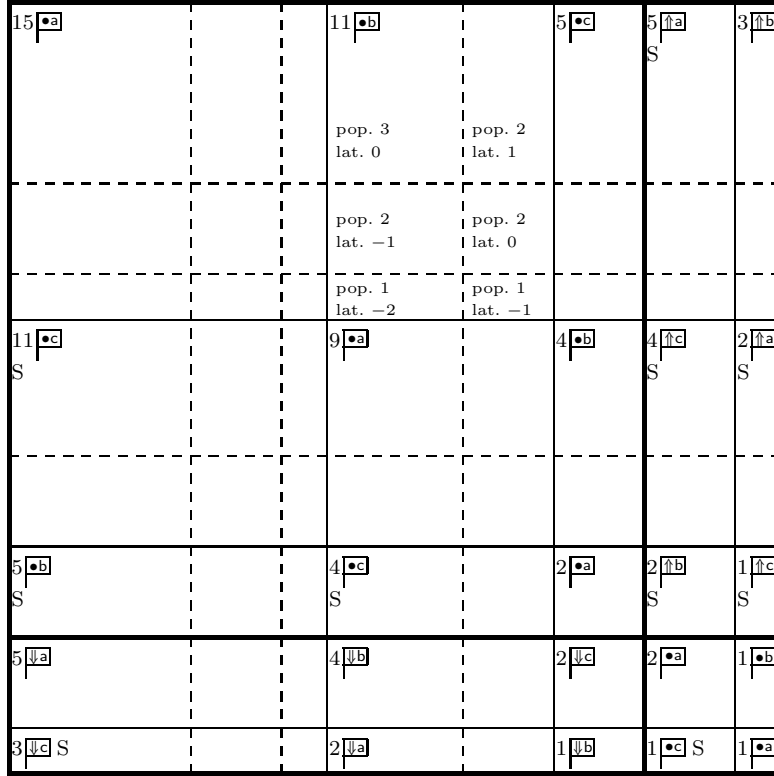 15 •a 11 •b 5 •c 5 ⇑a 3 ⇑b
S
pop. 3 pop. 2
lat. 0 lat. 1
pop. 2 pop. 2
lat. −1 lat. 0
pop. 1 pop. 1
lat. −2 lat. −1
11 •c 9 •a 4 •b 4 ⇑c 2 ⇑a
S S S
5 •b 4 •c 2 •a 2 ⇑b 1 ⇑c
S S S S
5 ⇓a 4 ⇓b 2 ⇓c 2 •a 1 •b
3 ⇓c S 2 ⇓a 1 ⇓b 1 •c S 1 •a